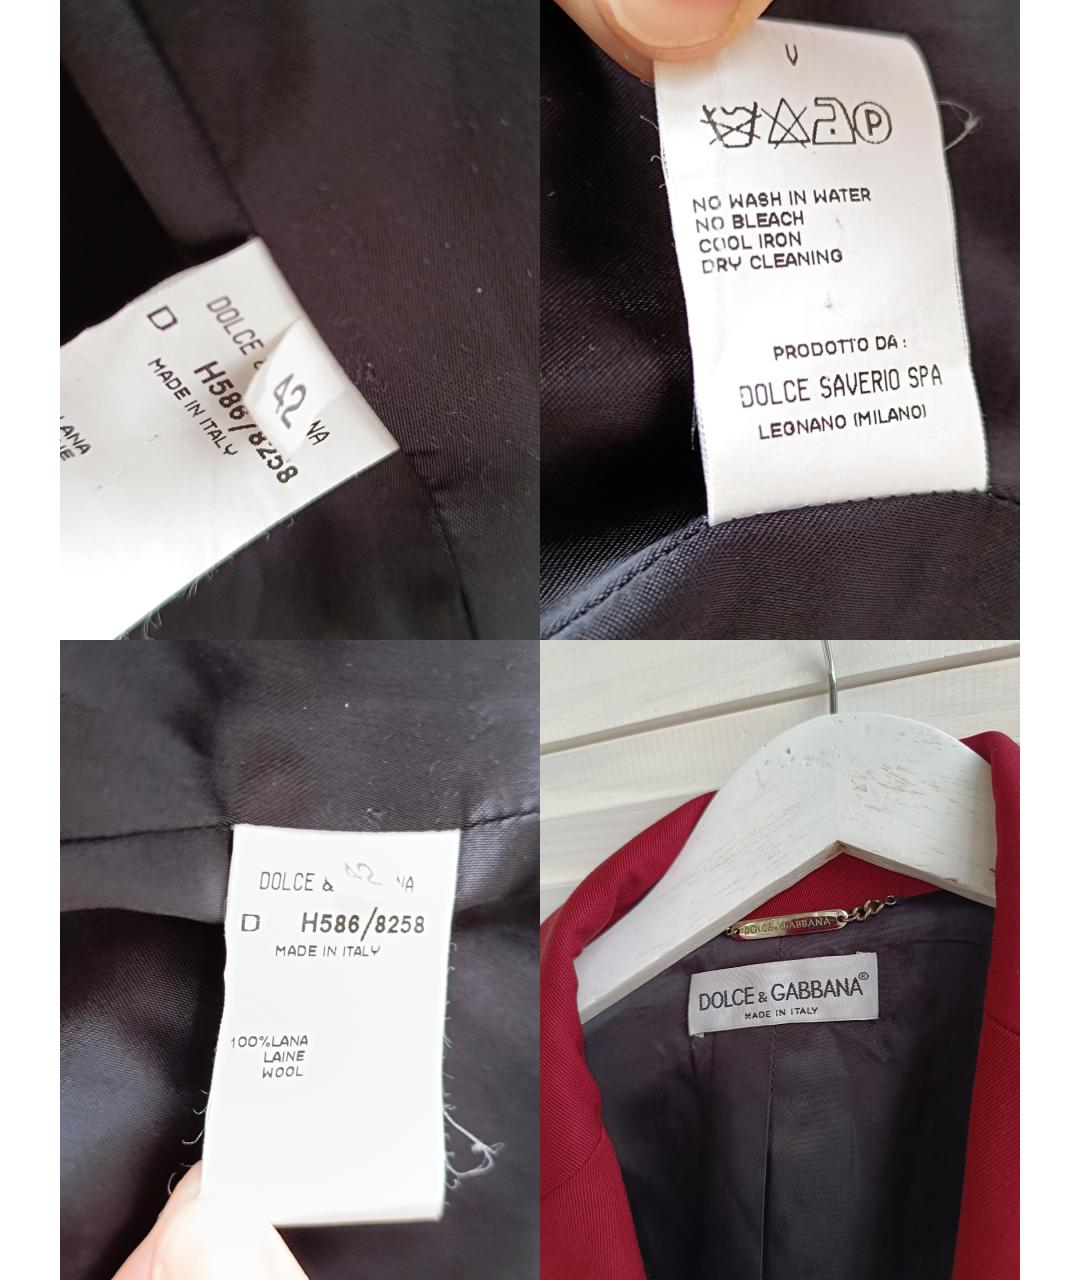 DOLCE &
42
NA
D
H586/8258
MADE IN ITALY
LANA
V
P
NO WASH IN WATER
NO BLEACH
COOL IRON
DRY CLEANING
PRODOTTO DA :
DOLCE SAVERIO SPA
LEGNANO (MILANO)
DOLCE & 42 NA
D H586/8258
MADE IN ITALY
100%LANA
LAINE
WOOL
DOLCE & GABBANA
DOLCE & GABBANA®
MADE IN ITALY